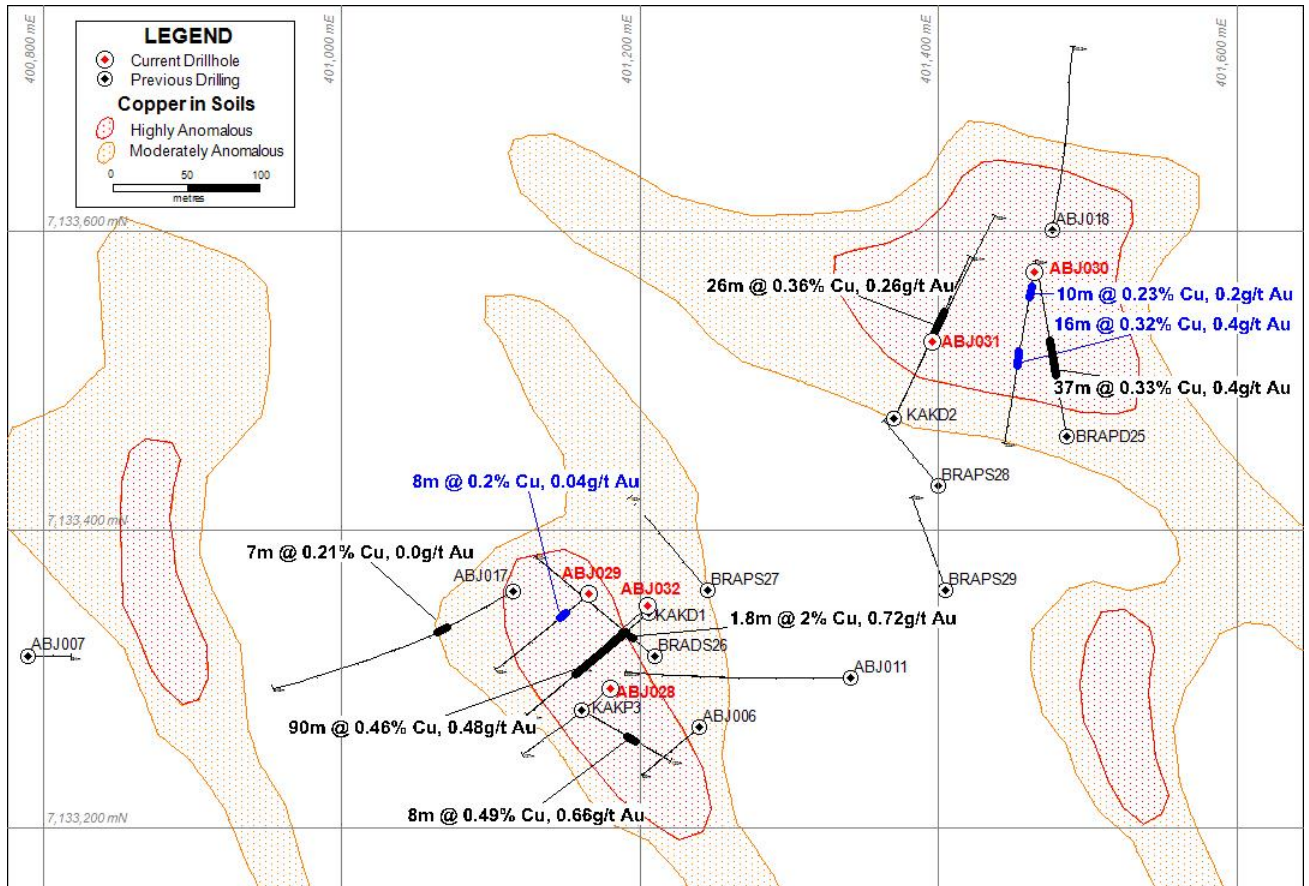 400,800 mE
401,000 mE
401,200 mE
401,400 mE
401,600 mE
LEGEND
Current Drillhole
Previous Drilling
Copper in Soils
Highly Anomalous
Moderately Anomalous
0 50 100
metres
7,133,600 mN
ABJ018
ABJ030
26m @ 0.36% Cu, 0.26g/t Au
10m @ 0.23% Cu, 0.2g/t Au
16m @ 0.32% Cu, 0.4g/t Au
ABJ031
37m @ 0.33% Cu, 0.4g/t Au
KAKD2
BRAPD25
BRAPS28
8m @ 0.2% Cu, 0.04g/t Au
7,133,400 mN
7m @ 0.21% Cu, 0.0g/t Au
ABJ017
ABJ029
ABJ032
BRAPS27
BRAPS29
KAKD1
1.8m @ 2% Cu, 0.72g/t Au
ABJ007
BRADS26
ABJ011
ABJ028
KAKP3
ABJ006
90m @ 0.46% Cu, 0.48g/t Au
8m @ 0.49% Cu, 0.66g/t Au
7,133,200 mN